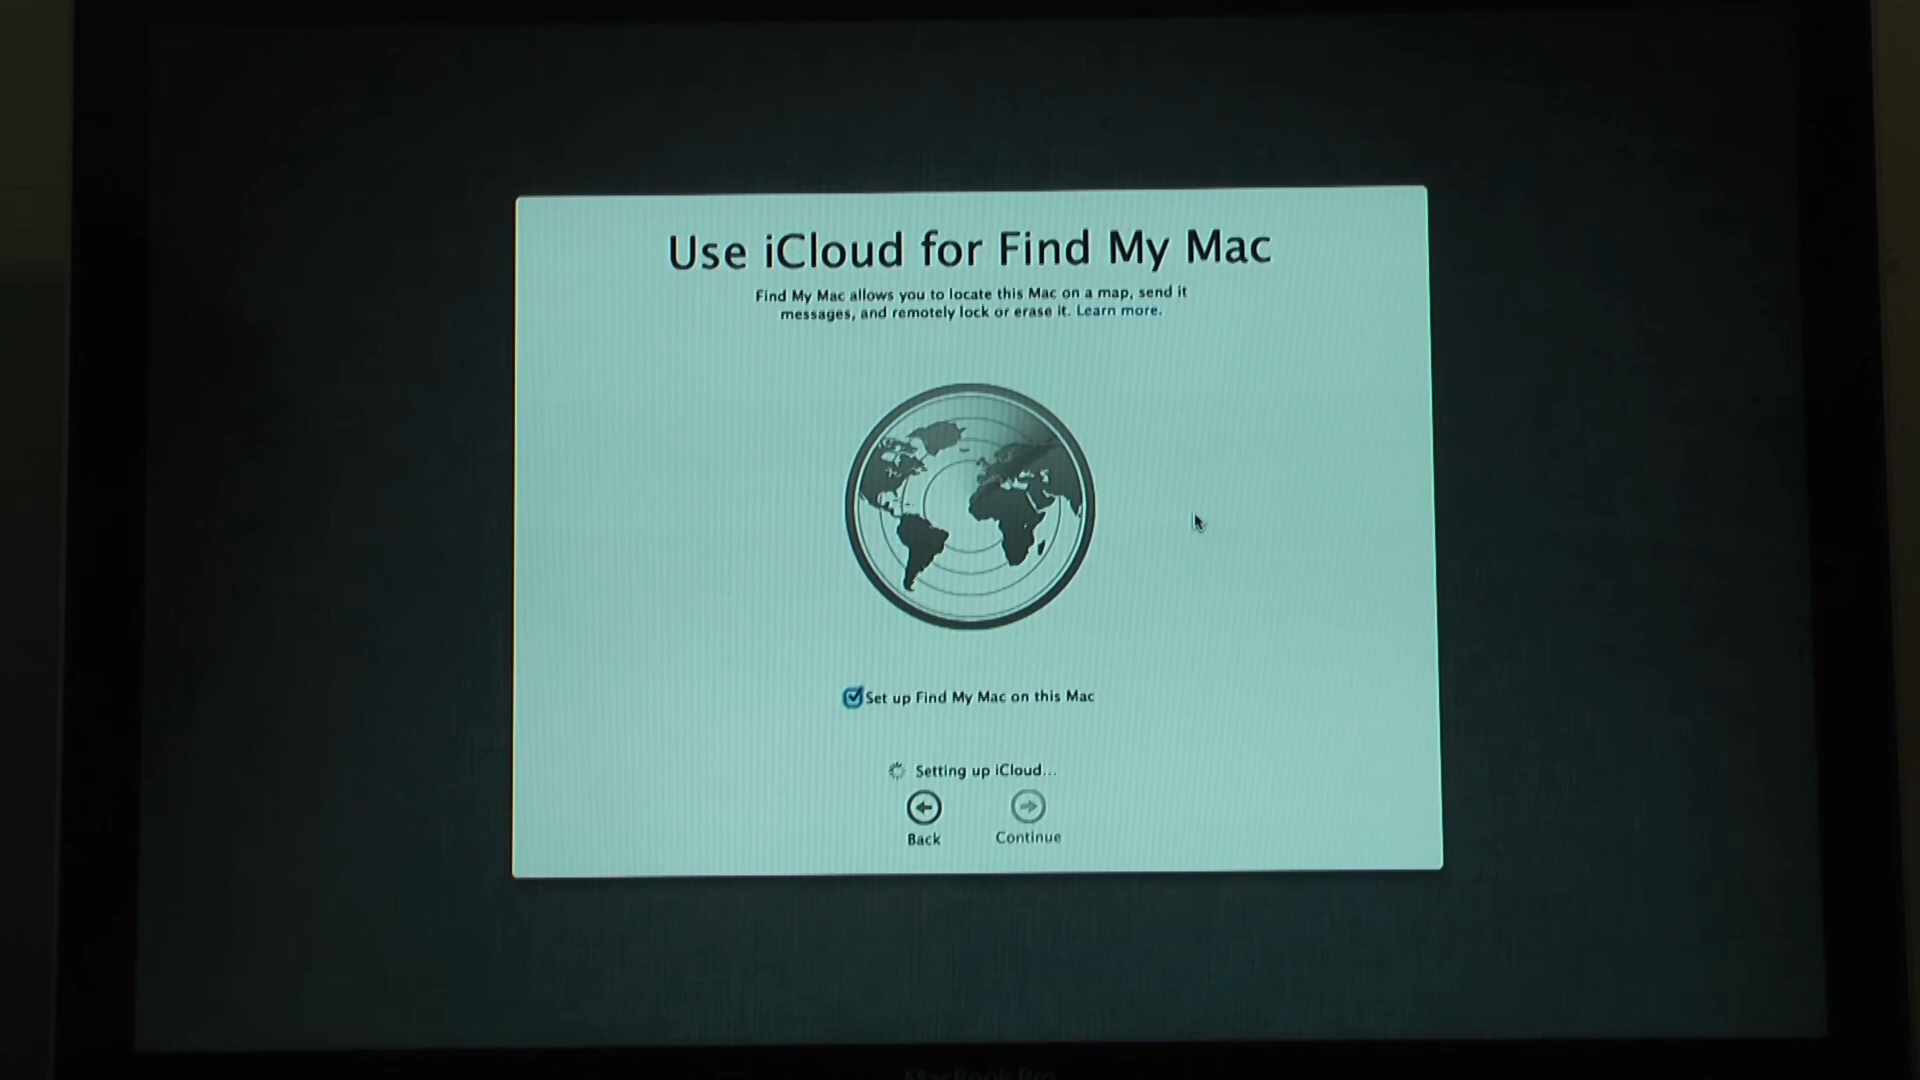 Use iCloud for Find My Mac
Find My Mac allows you to locate this Mac on a map, send it
messages, and remotely lock or erase it. Learn more.
Set up Find My Mac on this Mac
Setting up iCloud...
Back
Continue
MacBook Pro